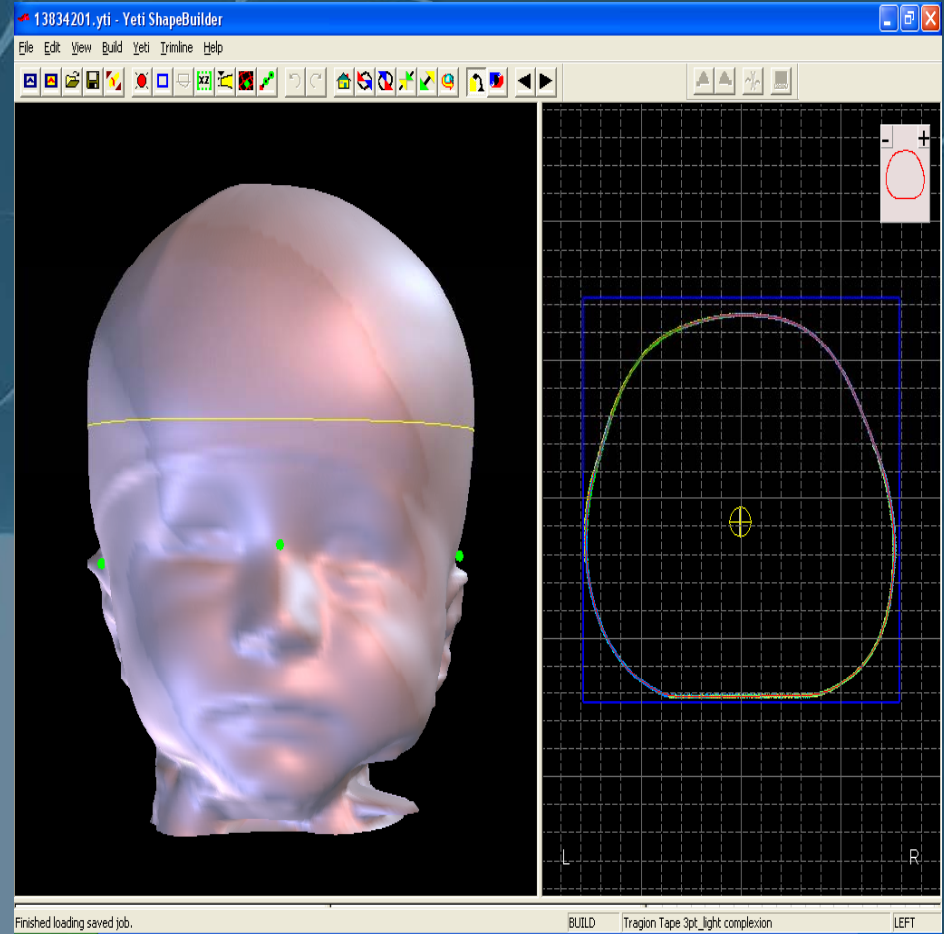 13834201.yti - Yeti ShapeBuilder
File Edit View Build Yeti Trimline Help
XZ
- +
L R
Finished loading saved job. BUILD Tragion Tape 3pt_light complexion LEFT